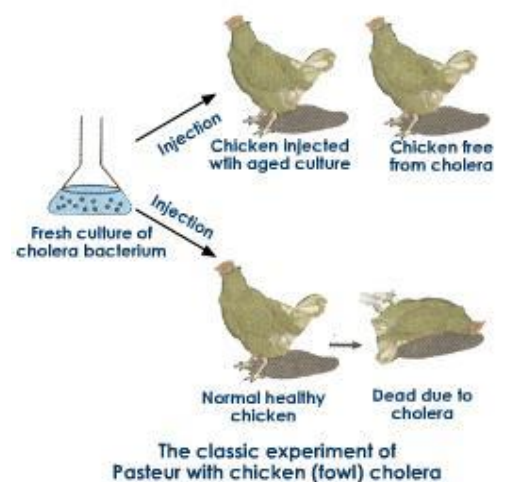 Injection
Chicken injected
wtih aged culture
Chicken free
from cholera
Fresh culture of
cholera bacterium
Injection
Normal healthy
chicken
Dead due to
cholera
The classic experiment of
Pasteur with chicken (fowl) cholera